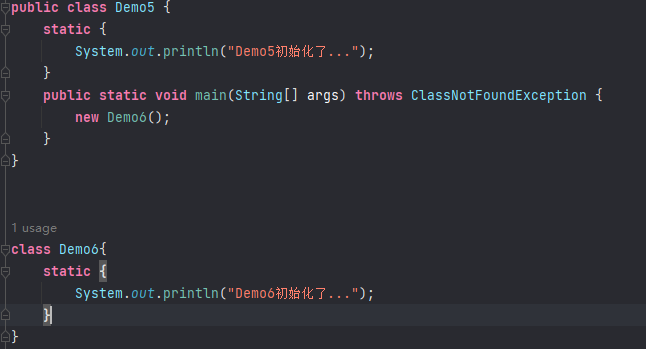 public class Demo5 {
    static {
        System.out.println("Demo5初始化了...");
    }
    public static void main(String[] args) throws ClassNotFoundException {
        new Demo6();
    }
}
1 usage
class Demo6{
    static {
        System.out.println("Demo6初始化了...");
    }
}